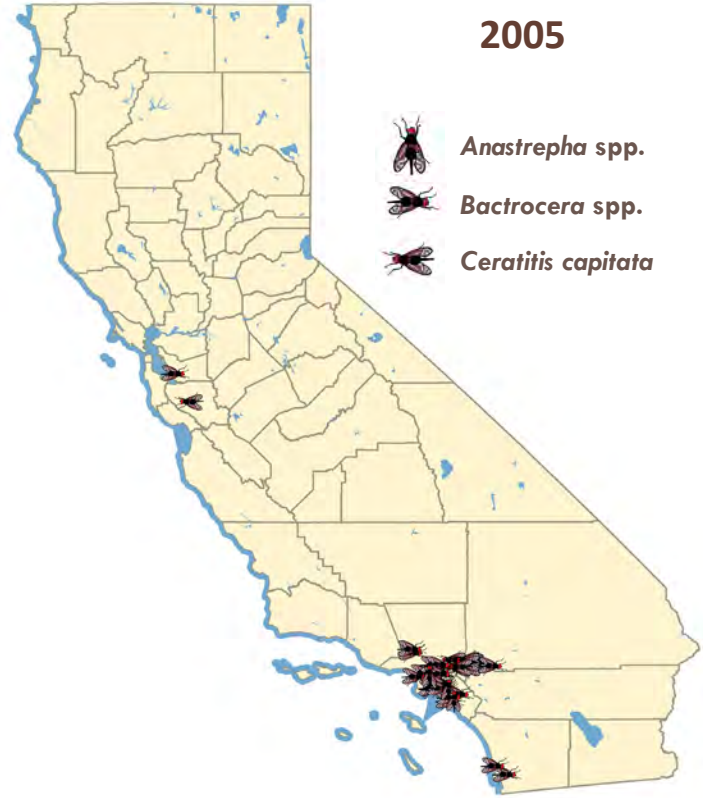 2005
Anastrepha spp.
Bactrocera spp.
Ceratitis capitata